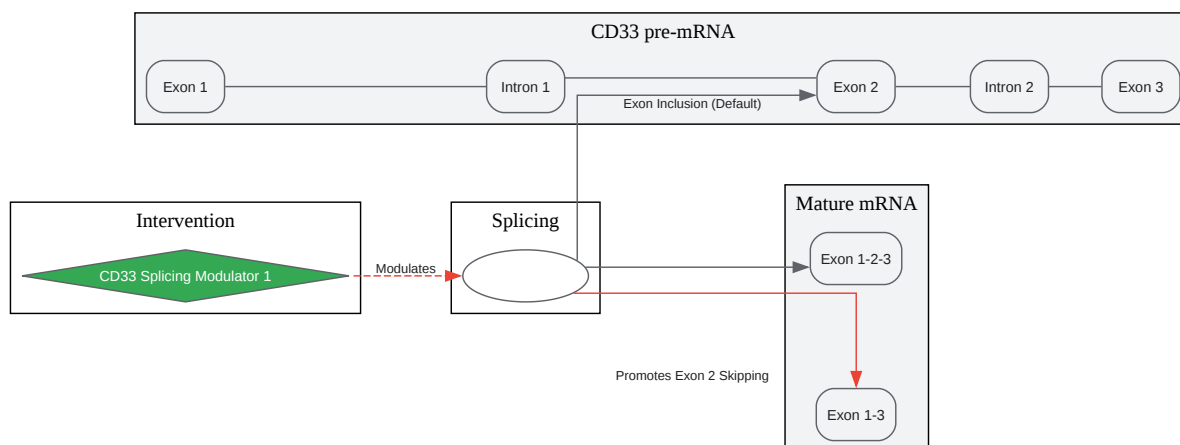 CD33 pre-mRNA
Exon 1
Intron 1
Exon 2
Intron 2
Exon 3
Exon Inclusion (Default)
Intervention
Splicing
Mature mRNA
CD33 Splicing Modulator 1
Modulates
Exon 1-2-3
Promotes Exon 2 Skipping
Exon 1-3